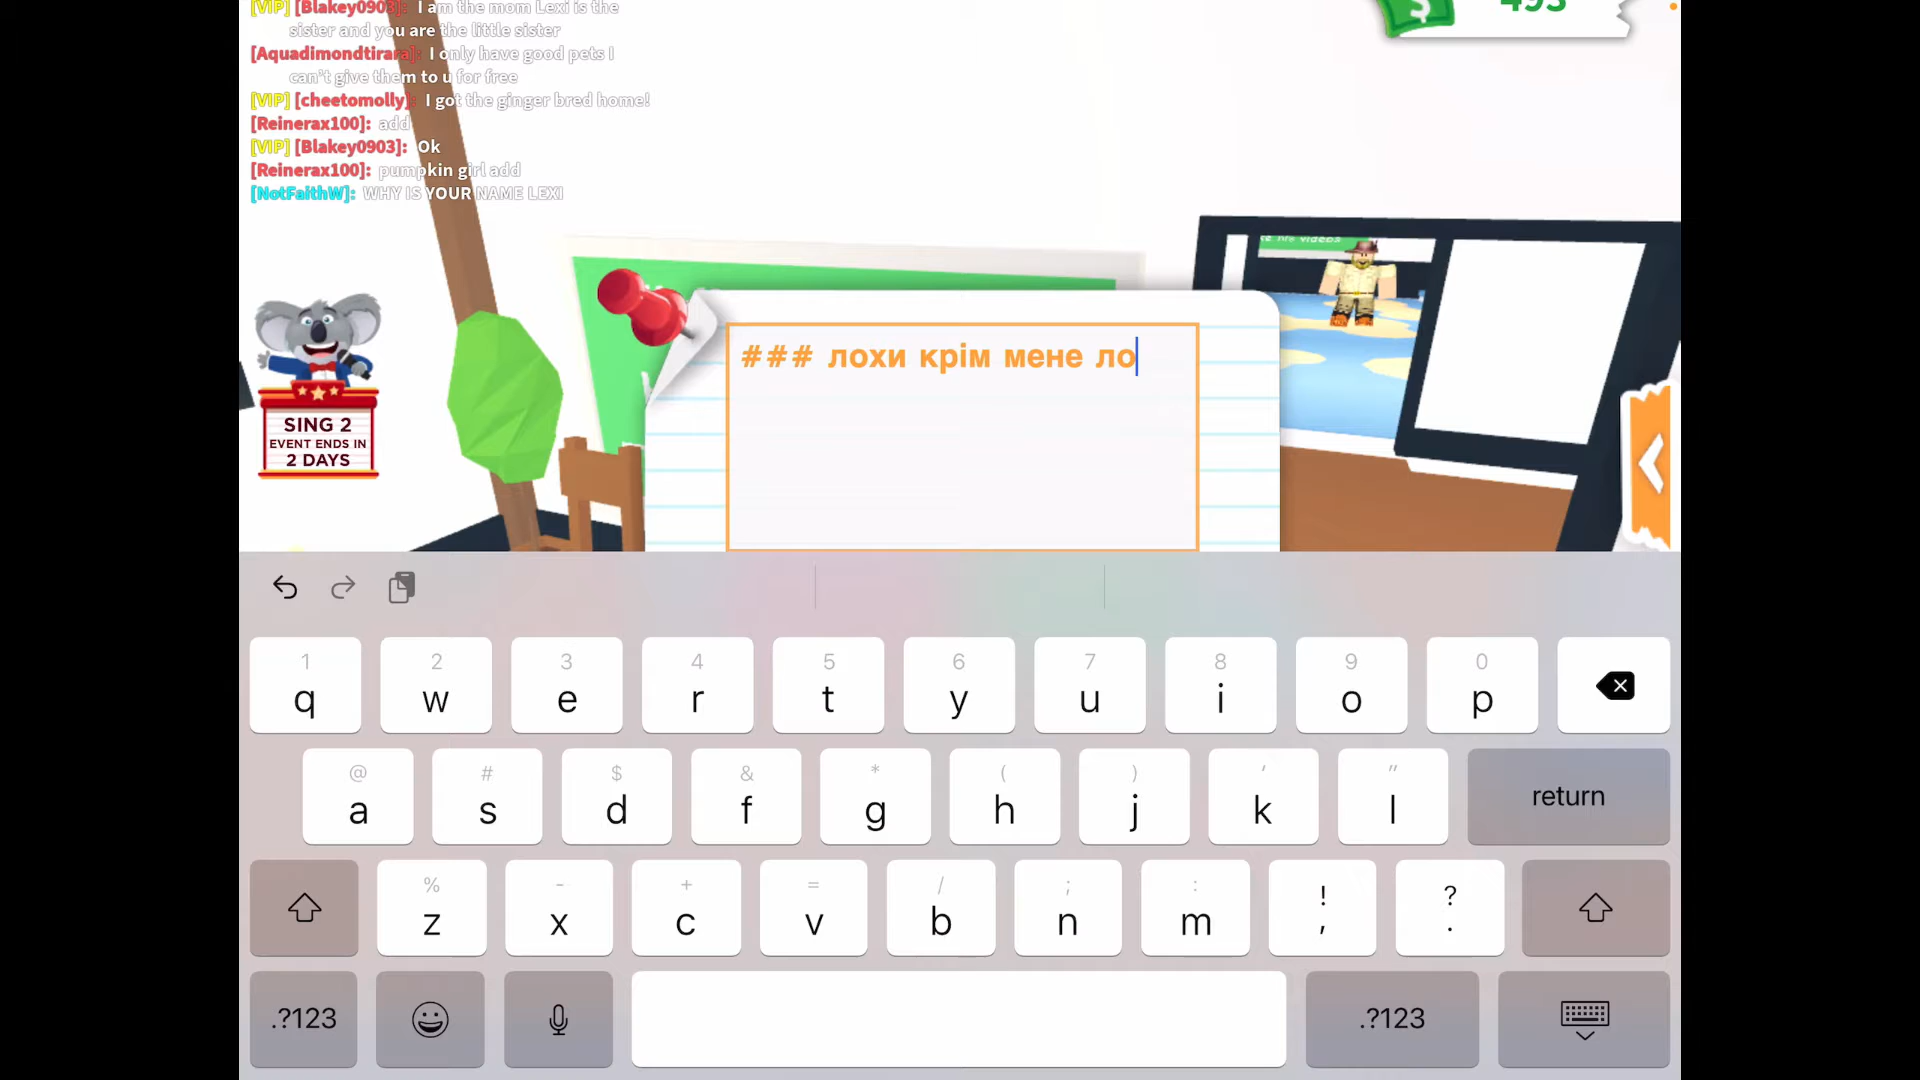 [VIP] [Blakey0903]: I am the mom Lexi is the
sister and you are the little sister
[Aquadimondtirara]: I only have good pets I
can't give them to u for free
[VIP] [cheetomolly]: I got the ginger bred home!
[Reinerax100]: add
[VIP] [Blakey0903]: Ok
[Reinerax100]: pumpkin girl add
[NotFaithW]: WHY IS YOUR NAME LEXI
493
SING 2
EVENT ENDS IN
2 DAYS
### лохи крім мене ло
1 2 3 4 5 6 7 8 9 0
q w e r t y u i o p
@ # $ & * ( ) ' "
a s d f g h j k l return
% - + = / ; : ! ?
z x c v b n m , .
.?123 .?123